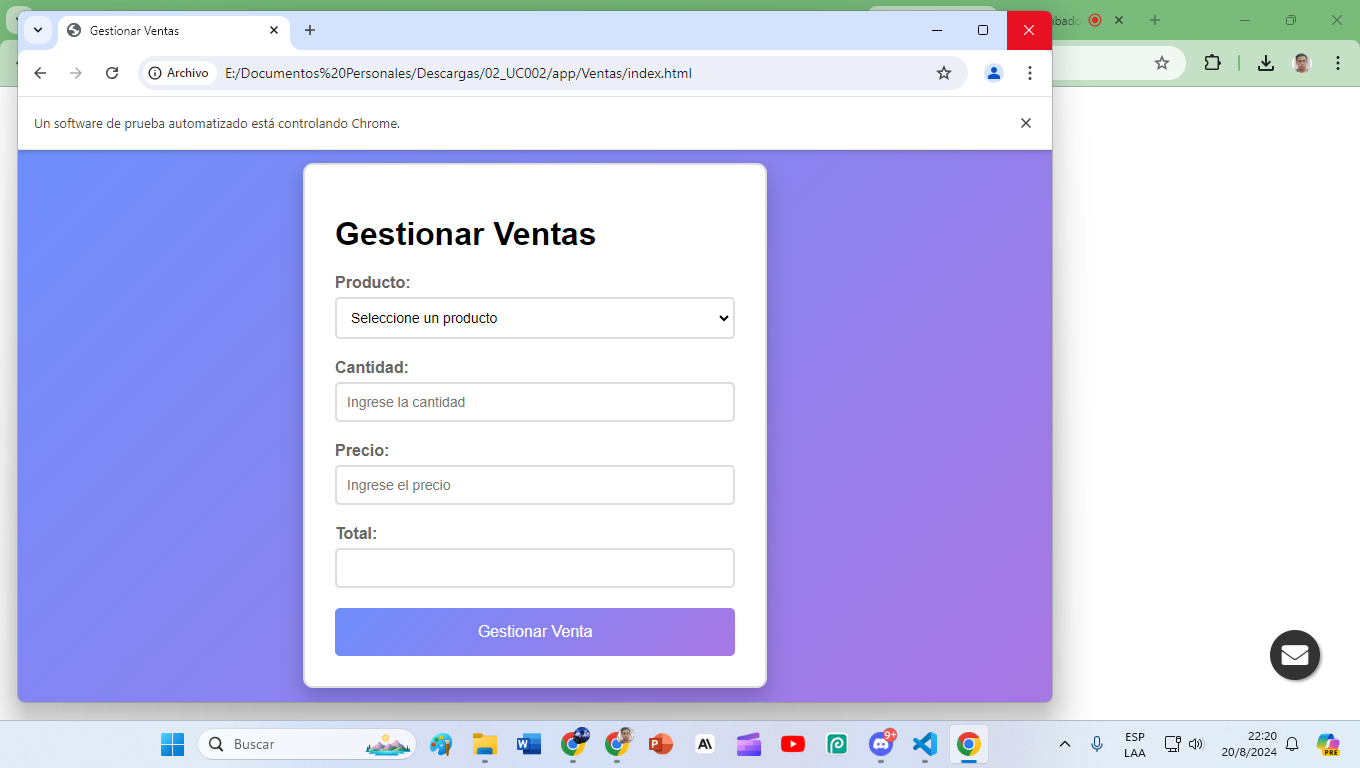 Gestionar Ventas
abado
Archivo
E:/Documentos%20Personales/Descargas/02_UC002/app/Ventas/index.html
Un software de prueba automatizado está controlando Chrome.
Gestionar Ventas
Producto:
Seleccione un producto
Cantidad:
Ingrese la cantidad
Precio:
Ingrese el precio
Total:
Gestionar Venta
Buscar
9+
PRE
ESP
LAA
22:20
20/8/2024